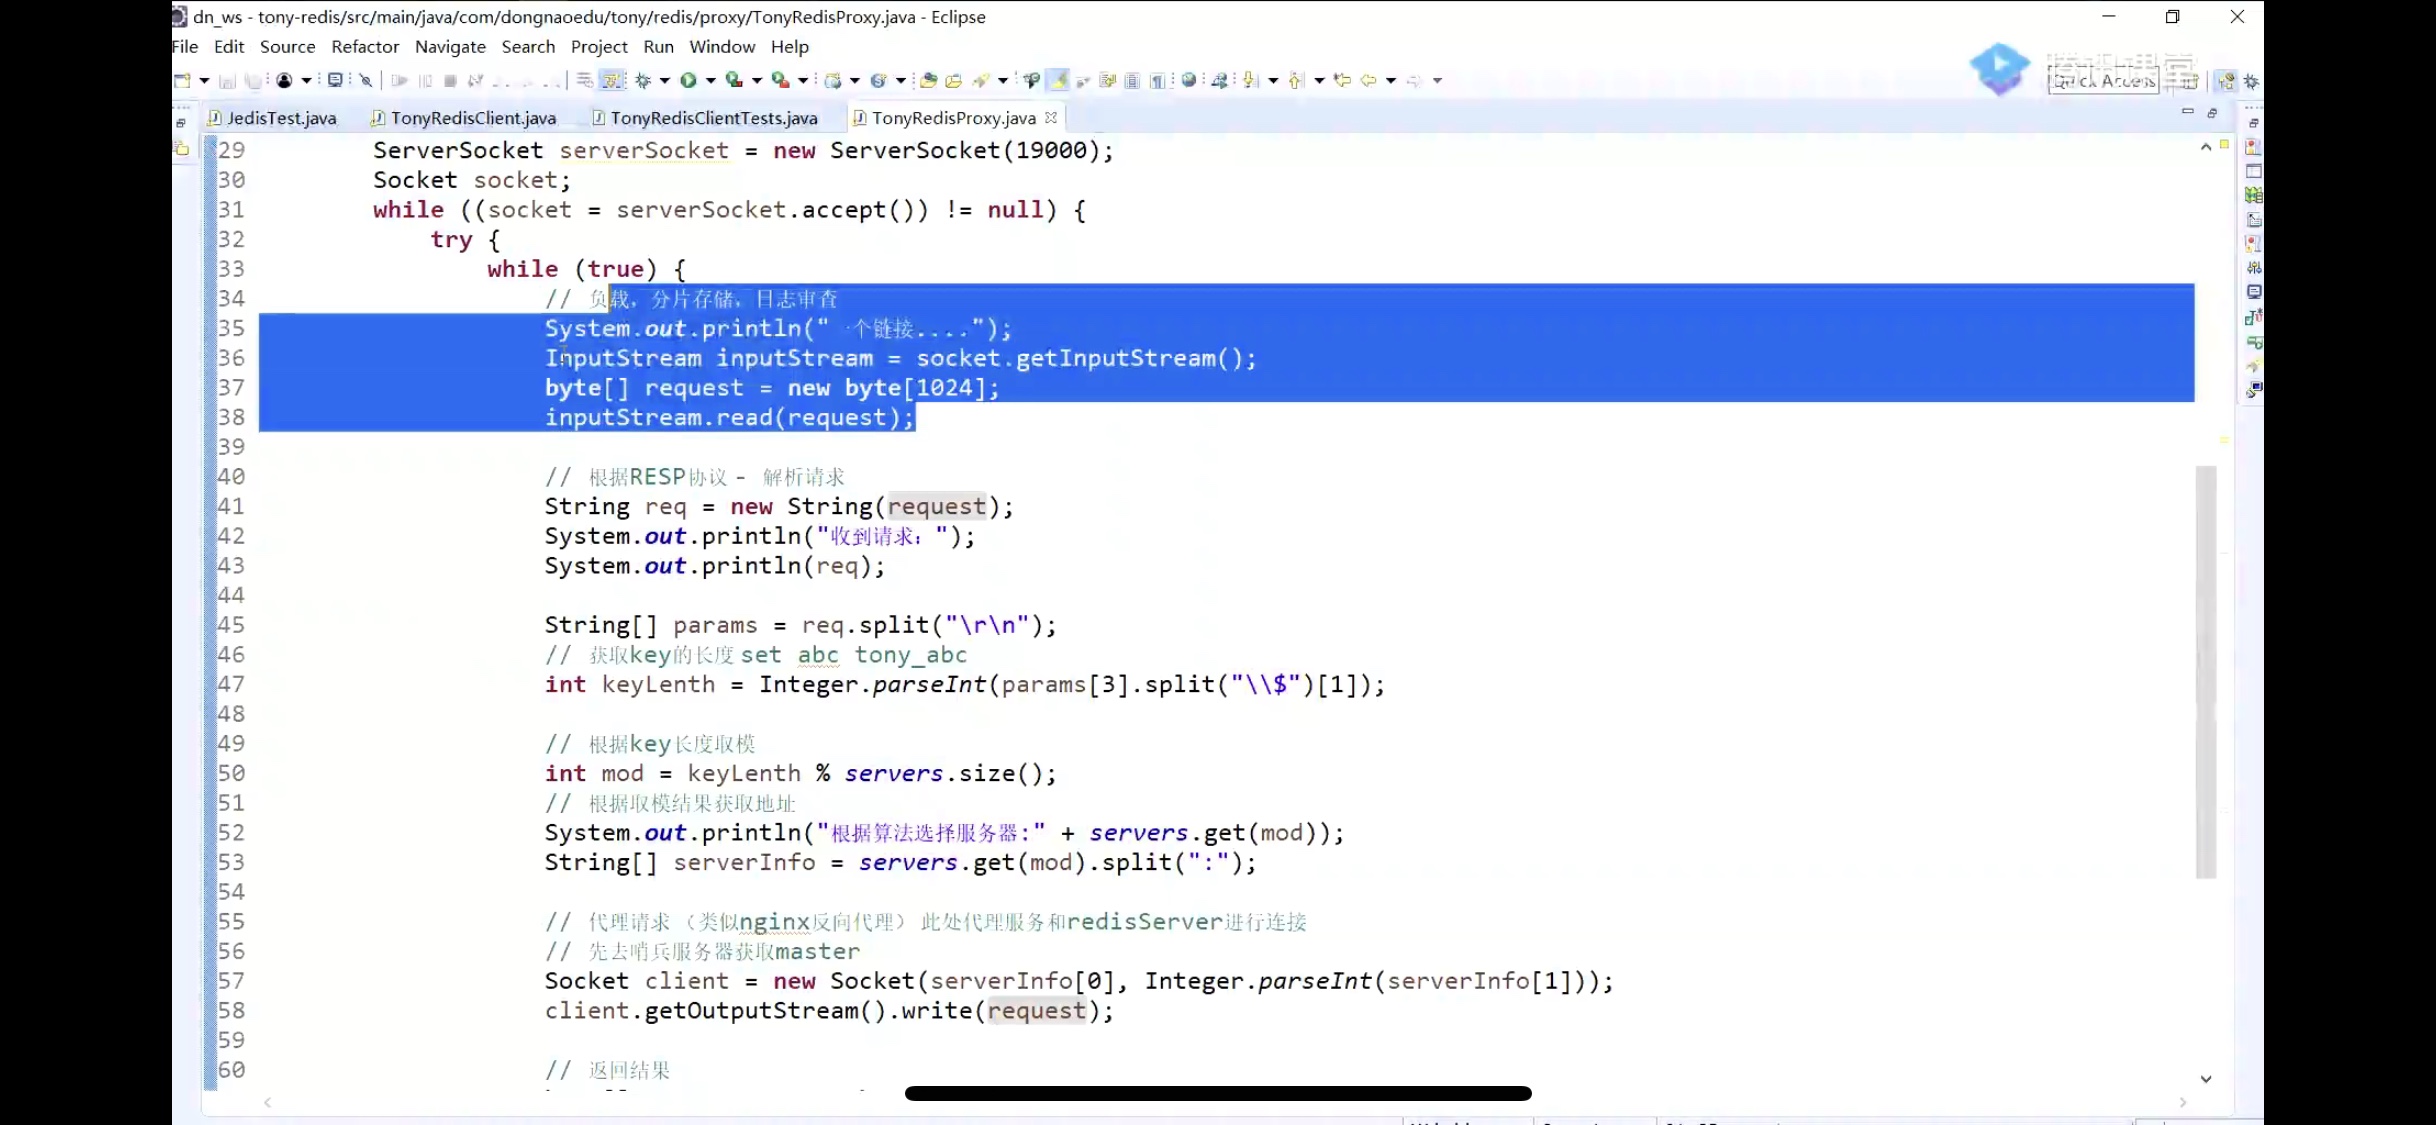 dn_ws - tony-redis/src/main/java/com/dongnaoedu/tony/redis/proxy/TonyRedisProxy.java - Eclipse
File Edit Source Refactor Navigate Search Project Run Window Help
腾讯课堂
Quick Access
JedisTest.java TonyRedisClient.java TonyRedisClientTests.java TonyRedisProxy.java
29 ServerSocket serverSocket = new ServerSocket(19000);
30 Socket socket;
31 while ((socket = serverSocket.accept()) != null) {
32 try {
33 while (true) {
34 // 负载，分片存储，日志审查
35 System.out.println("一个链接....");
36 InputStream inputStream = socket.getInputStream();
37 byte[] request = new byte[1024];
38 inputStream.read(request);
39
40 // 根据RESP协议 - 解析请求
41 String req = new String(request);
42 System.out.println("收到请求：");
43 System.out.println(req);
44
45 String[] params = req.split("\r\n");
46 // 获取key的长度 set abc tony_abc
47 int keyLenth = Integer.parseInt(params[3].split("\\$")[1]);
48
49 // 根据key长度取模
50 int mod = keyLenth % servers.size();
51 // 根据取模结果获取地址
52 System.out.println("根据算法选择服务器:" + servers.get(mod));
53 String[] serverInfo = servers.get(mod).split(":");
54
55 // 代理请求 （类似nginx反向代理） 此处代理服务和redisServer进行连接
56 // 先去哨兵服务器获取master
57 Socket client = new Socket(serverInfo[0], Integer.parseInt(serverInfo[1]));
58 client.getOutputStream().write(request);
59
60 // 返回结果